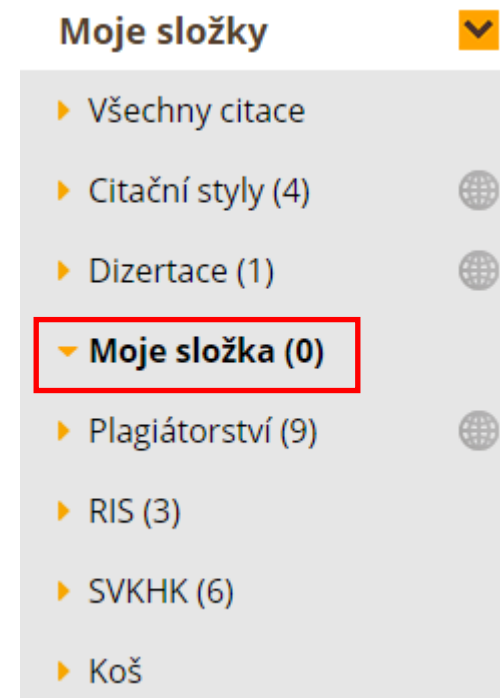 Moje složky
Všechny citace
Citační styly (4)
Dizertace (1)
Moje složka (0)
Plagiátorství (9)
RIS (3)
SVKHK (6)
Koš